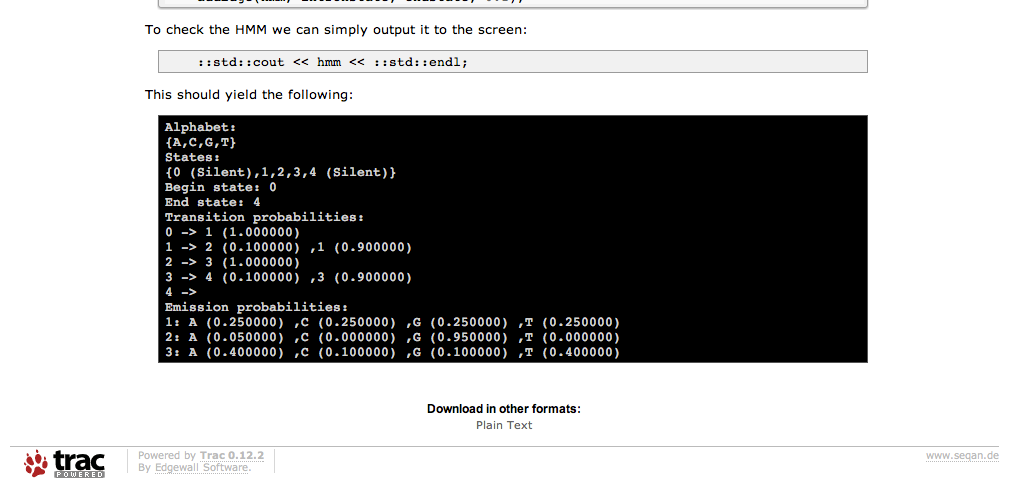 To check the HMM we can simply output it to the screen:
::std::cout << hmm << ::std::endl;
This should yield the following:
Alphabet:
{A,C,G,T}
States:
{0 (Silent),1,2,3,4 (Silent)}
Begin state: 0
End state: 4
Transition probabilities:
0 -> 1 (1.000000)
1 -> 2 (0.100000) ,1 (0.900000)
2 -> 3 (1.000000)
3 -> 4 (0.100000) ,3 (0.900000)
4 ->
Emission probabilities:
1: A (0.250000) ,C (0.250000) ,G (0.250000) ,T (0.250000)
2: A (0.050000) ,C (0.000000) ,G (0.950000) ,T (0.000000)
3: A (0.400000) ,C (0.100000) ,G (0.100000) ,T (0.400000)
Download in other formats:
Plain Text
trac
POWERED
Powered by Trac 0.12.2
By Edgewall Software.
www.seqan.de